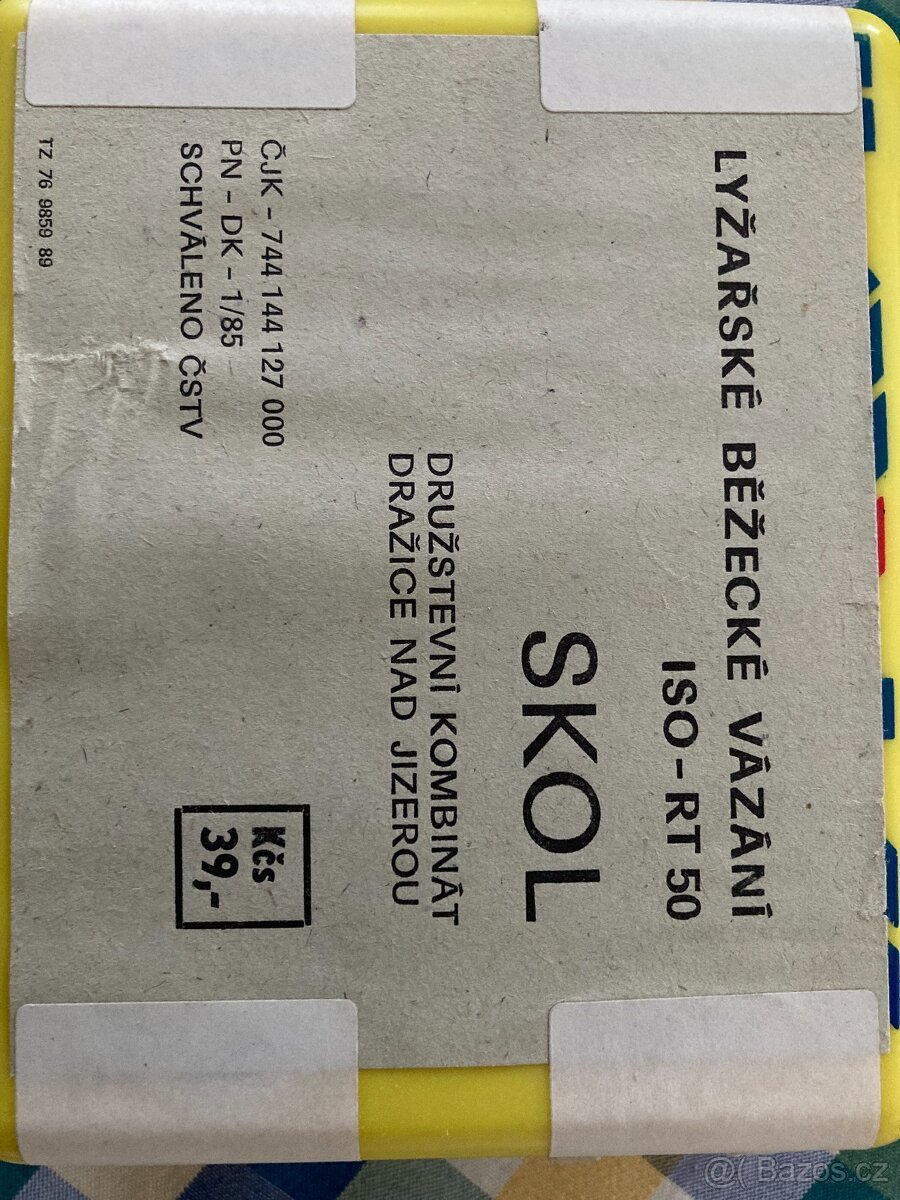 LYŽAŘSKÉ BĚŽECKÉ VÁZÁNÍ
ISO - RT 50
SKOL
DRUŽSTEVNÍ KOMBINÁT
DRAŽICE NAD JIZEROU
ČJK - 744 144 127 000
PN - DK - 1/85
SCHVÁLENO ČSTV
Kčs
39,-
TZ 76 9859 89
@( Bazos.cz